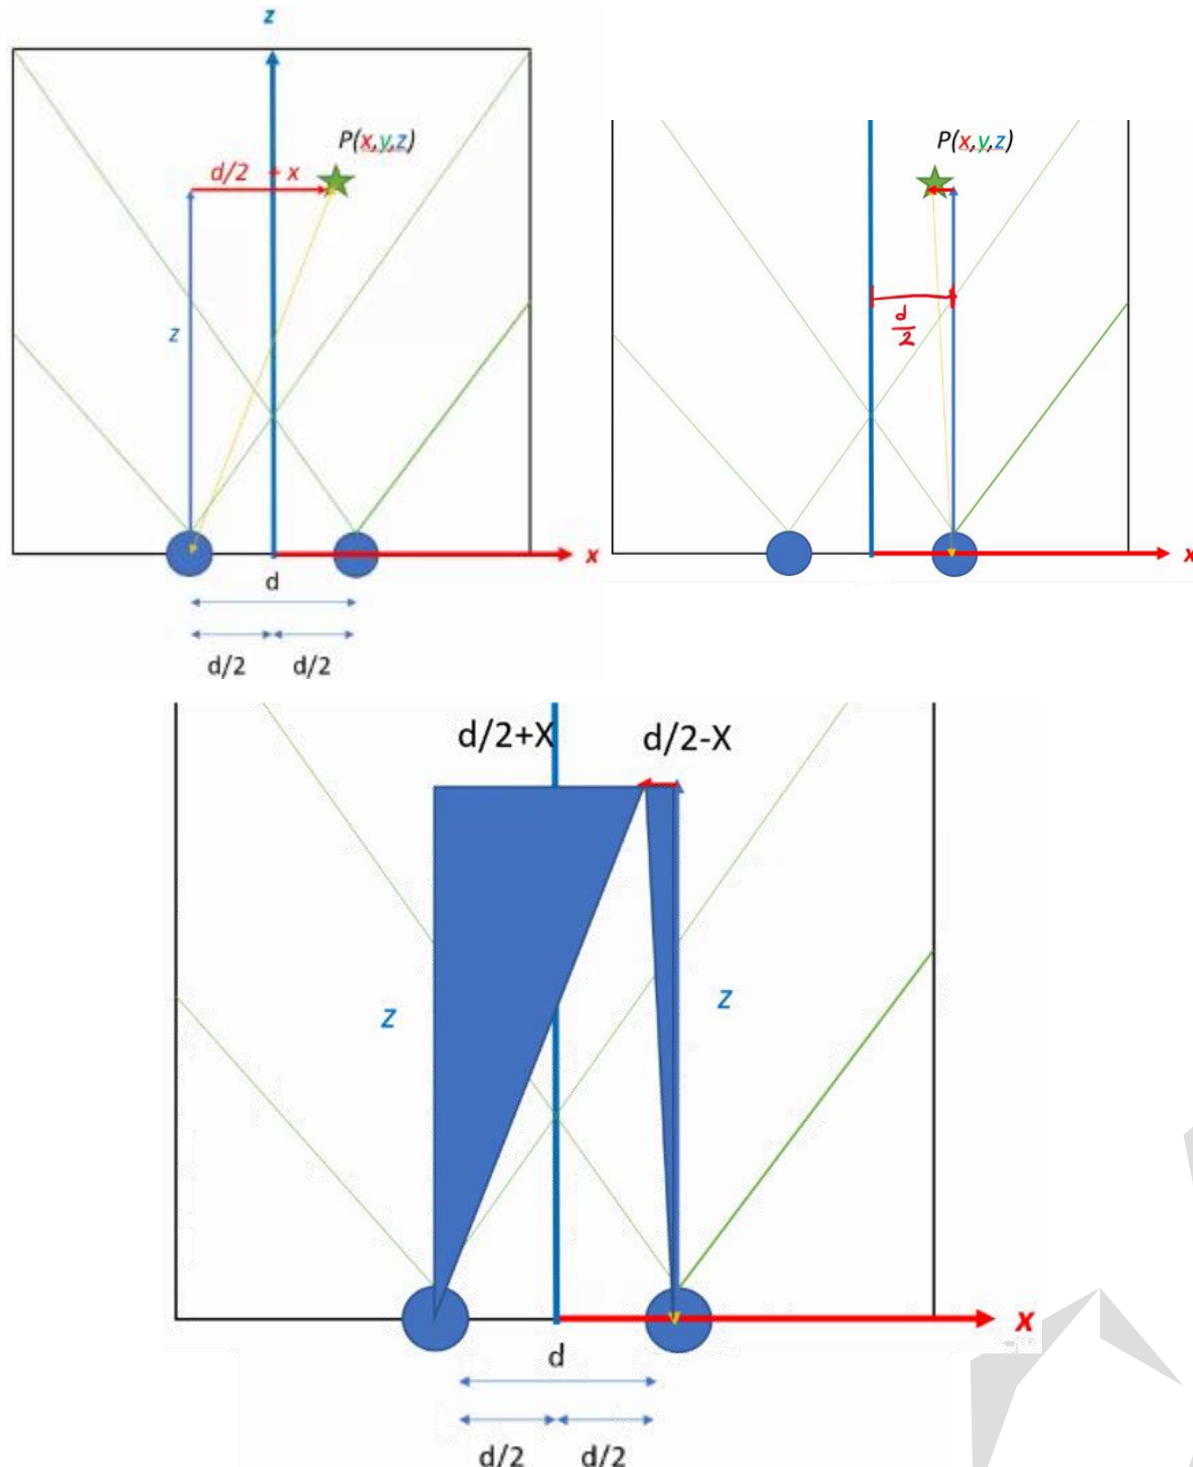 z
P(x,y,z)
d/2 + x
z
x
d
d/2 d/2
P(x,y,z)
d
2
x
d/2+X d/2-X
z z
x
d
d/2 d/2